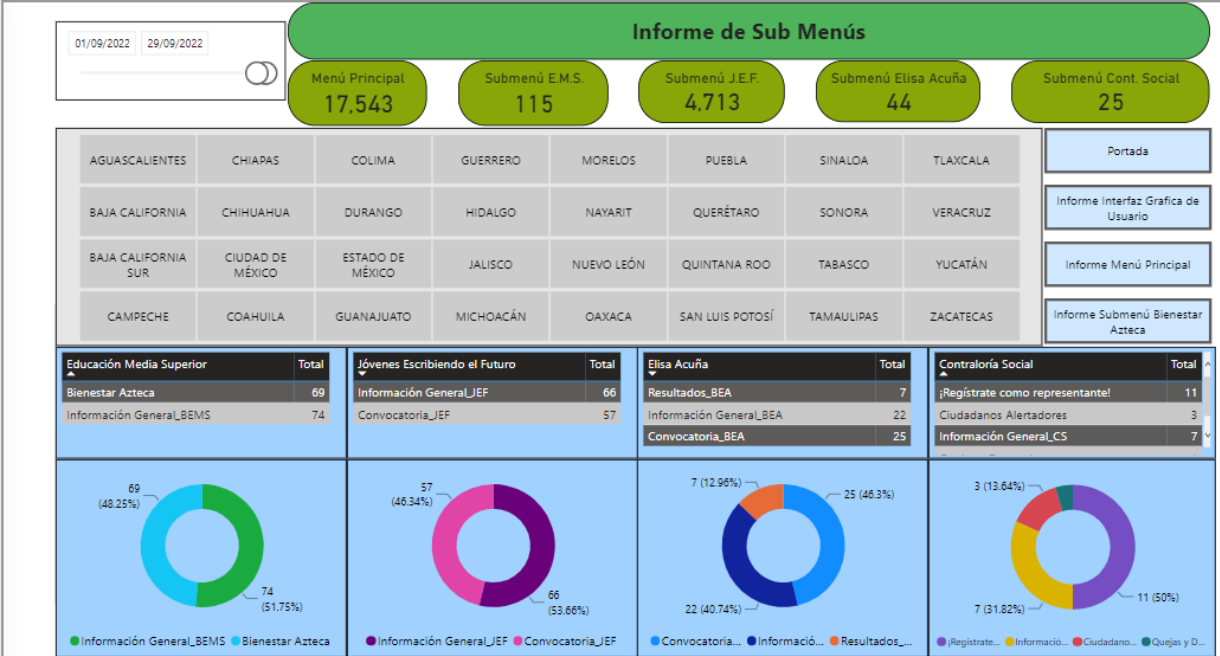 Informe de Sub Menús
01/09/2022 29/09/2022
Menú Principal
17,543
Submenú E.M.S.
115
Submenú J.E.F.
4,713
Submenú Elisa Acuña
44
Submenú Cont. Social
25
AGUASCALIENTES CHIAPAS COLIMA GUERRERO MORELOS PUEBLA SINALOA TLAXCALA
BAJA CALIFORNIA CHIHUAHUA DURANGO HIDALGO NAYARIT QUERÉTARO SONORA VERACRUZ
BAJA CALIFORNIA
SUR
CIUDAD DE
MÉXICO
ESTADO DE
MÉXICO
JALISCO NUEVO LEÓN QUINTANA ROO TABASCO YUCATÁN
CAMPECHE COAHUILA GUANAJUATO MICHOACÁN OAXACA SAN LUIS POTOSÍ TAMAULIPAS ZACATECAS
Portada
Informe Interfaz Grafica de
Usuario
Informe Menú Principal
Informe Submenú Bienestar
Azteca
Educación Media Superior Total
Bienestar Azteca 69
Información General_BEMS 74
Jóvenes Escribiendo el Futuro Total
Información General_JEF 66
Convocatoria_JEF 57
Elisa Acuña Total
Resultados_BEA 7
Información General_BEA 22
Convocatoria_BEA 25
Contraloría Social Total
¡Regístrate como representante! 11
Ciudadanos Alertadores 3
Información General_CS 7
69
(48.25%)
74
(51.75%)
Información General_BEMS Bienestar Azteca
57
(46.34%)
66
(53.66%)
Información General_JEF Convocatoria_JEF
7 (12.96%)
25 (46.3%)
22 (40.74%)
Convocatoria... Informació... Resultados_...
3 (13.64%)
11 (50%)
7 (31.82%)
¡Regístrate... Informació... Ciudadano... Quejas y D...